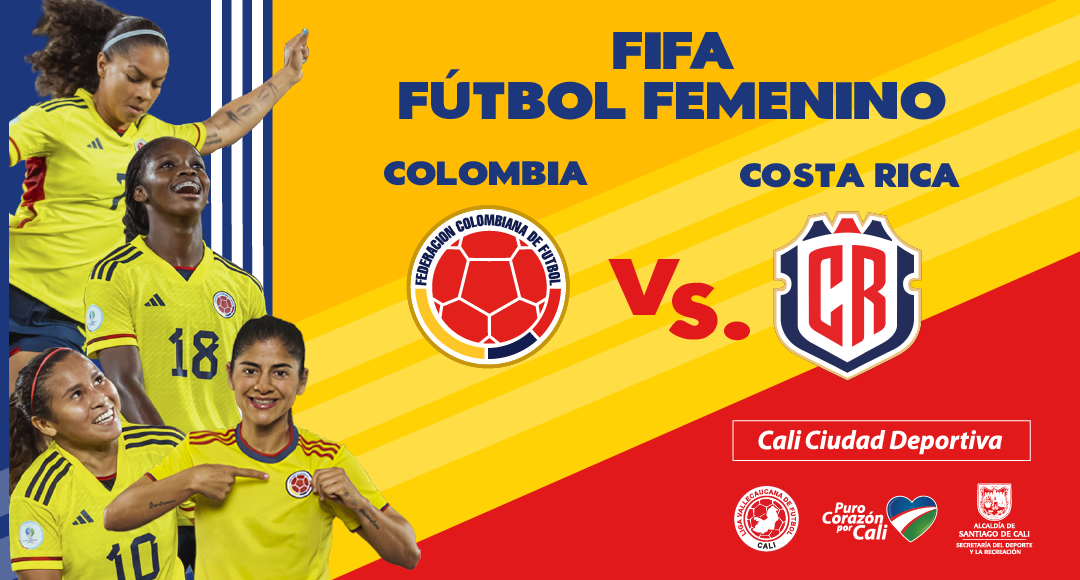 FIFA
FÚTBOL FEMENINO
COLOMBIA
COSTA RICA
FEDERACION COLOMBIANA DE FUTBOL
vs.
CR
7
18
10
Cali Ciudad Deportiva
LIGA VALLECAUCANA DE FUTBOL
CALI
Puro
Corazón
por Cali
ALCALDÍA DE
SANTIAGO DE CALI
SECRETARÍA DEL DEPORTE
Y LA RECREACIÓN